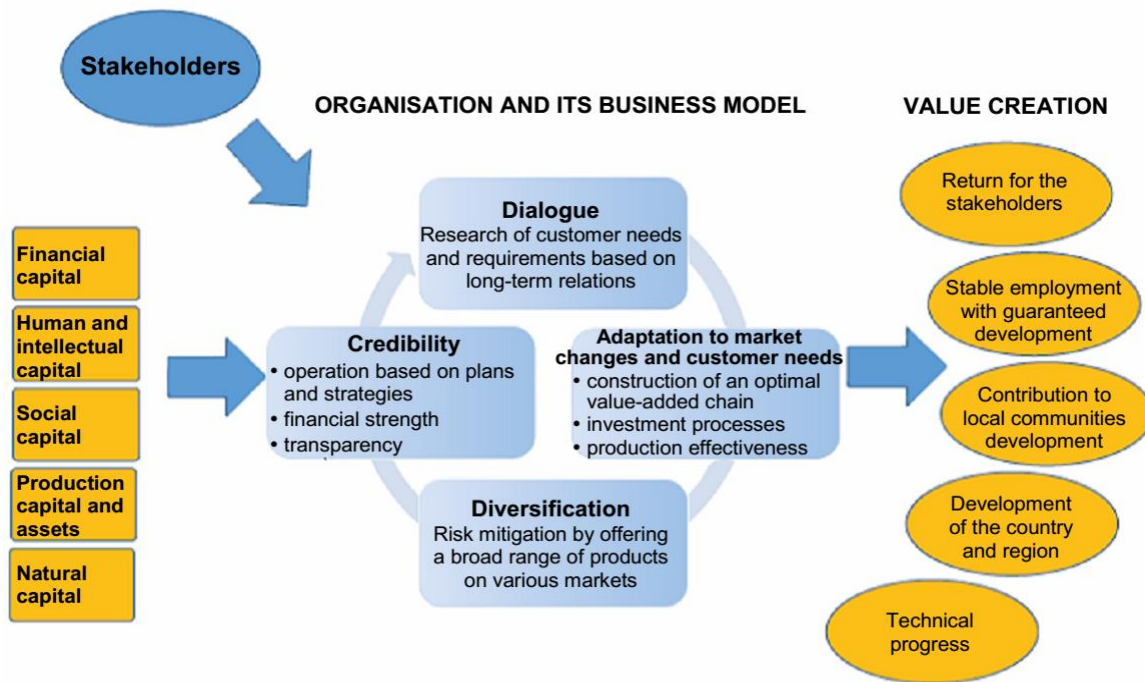 Stakeholders
ORGANISATION AND ITS BUSINESS MODEL
VALUE CREATION
Financial
capital
Human and
intellectual
capital
Social
capital
Production
capital and
assets
Natural
capital
Dialogue
Research of customer needs
and requirements based on
long-term relations
Credibility
• operation based on plans
and strategies
• financial strength
• transparency
Adaptation to market
changes and customer needs
• construction of an optimal
value-added chain
• investment processes
• production effectiveness
Diversification
Risk mitigation by offering
a broad range of products
on various markets
Return for the
stakeholders
Stable employment
with guaranteed
development
Contribution to
local communities
development
Development
of the country
and region
Technical
progress